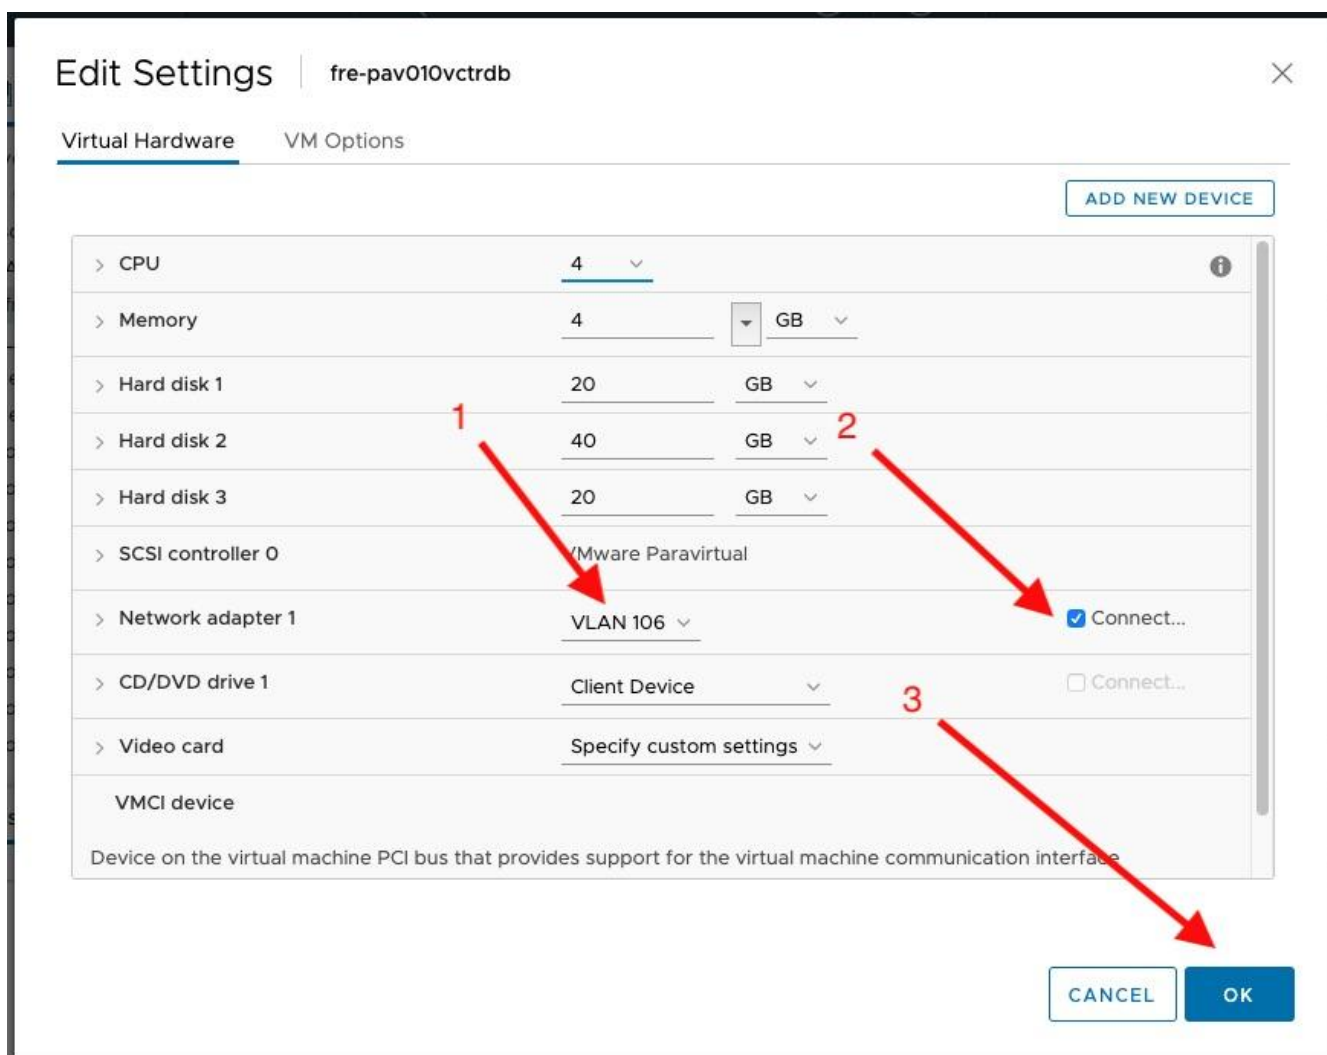 Edit Settings fre-pav010vctrdb
Virtual Hardware VM Options
ADD NEW DEVICE
CPU 4
Memory 4 GB
Hard disk 1 20 GB
1 2
Hard disk 2 40 GB
Hard disk 3 20 GB
SCSI controller 0 VMware Paravirtual
Network adapter 1 VLAN 106 Connect...
CD/DVD drive 1 Client Device Connect...
3
Video card Specify custom settings
VMCI device
Device on the virtual machine PCI bus that provides support for the virtual machine communication interface
CANCEL OK